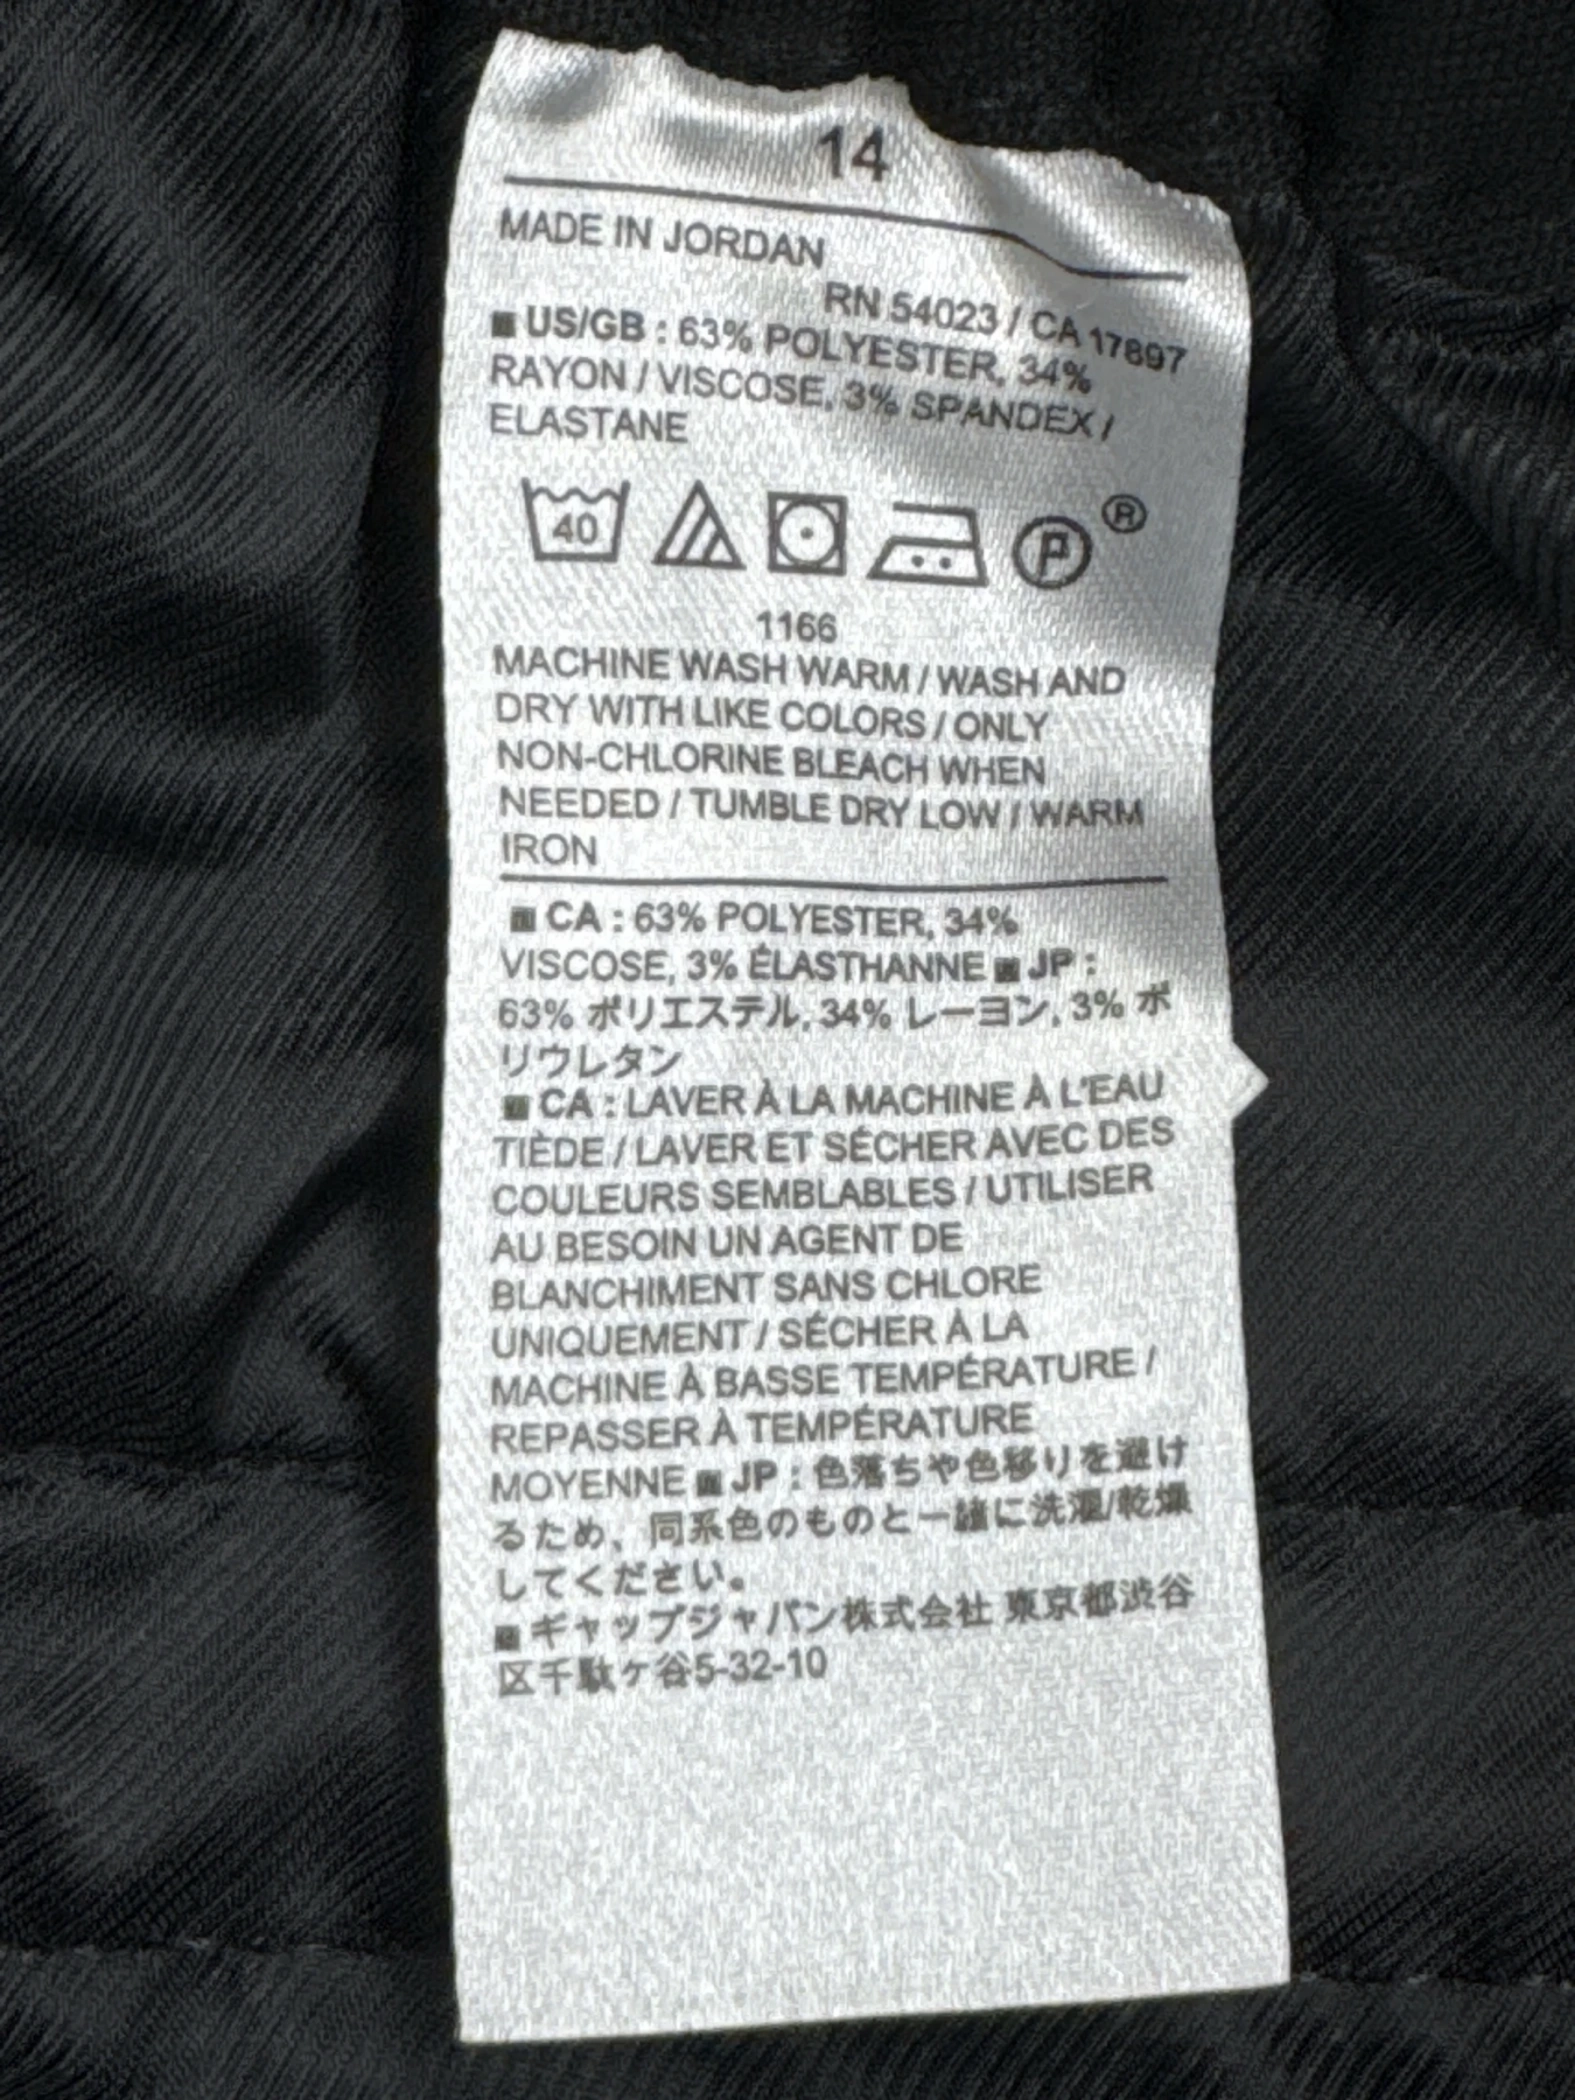 14
MADE IN JORDAN
RN 54023 / CA 17897
US/GB : 63% POLYESTER, 34%
RAYON / VISCOSE, 3% SPANDEX /
ELASTANE
40
P
®
1166
MACHINE WASH WARM / WASH AND
DRY WITH LIKE COLORS / ONLY
NON-CHLORINE BLEACH WHEN
NEEDED / TUMBLE DRY LOW / WARM
IRON
CA : 63% POLYESTER, 34%
VISCOSE, 3% ÉLASTHANNE ■ JP :
63% ポリエステル, 34% レーヨン, 3% ポ
リウレタン
CA : LAVER À LA MACHINE À L'EAU
TIÈDE / LAVER ET SÉCHER AVEC DES
COULEURS SEMBLABLES / UTILISER
AU BESOIN UN AGENT DE
BLANCHIMENT SANS CHLORE
UNIQUEMENT / SÉCHER À LA
MACHINE À BASSE TEMPÉRATURE /
REPASSER À TEMPÉRATURE
MOYENNE ■ JP : 色落ちや色移りを避け
るため、同系色のものと一緒に洗濯/乾燥
してください。
ギャップジャパン株式会社 東京都渋谷
区千駄ヶ谷5-32-10